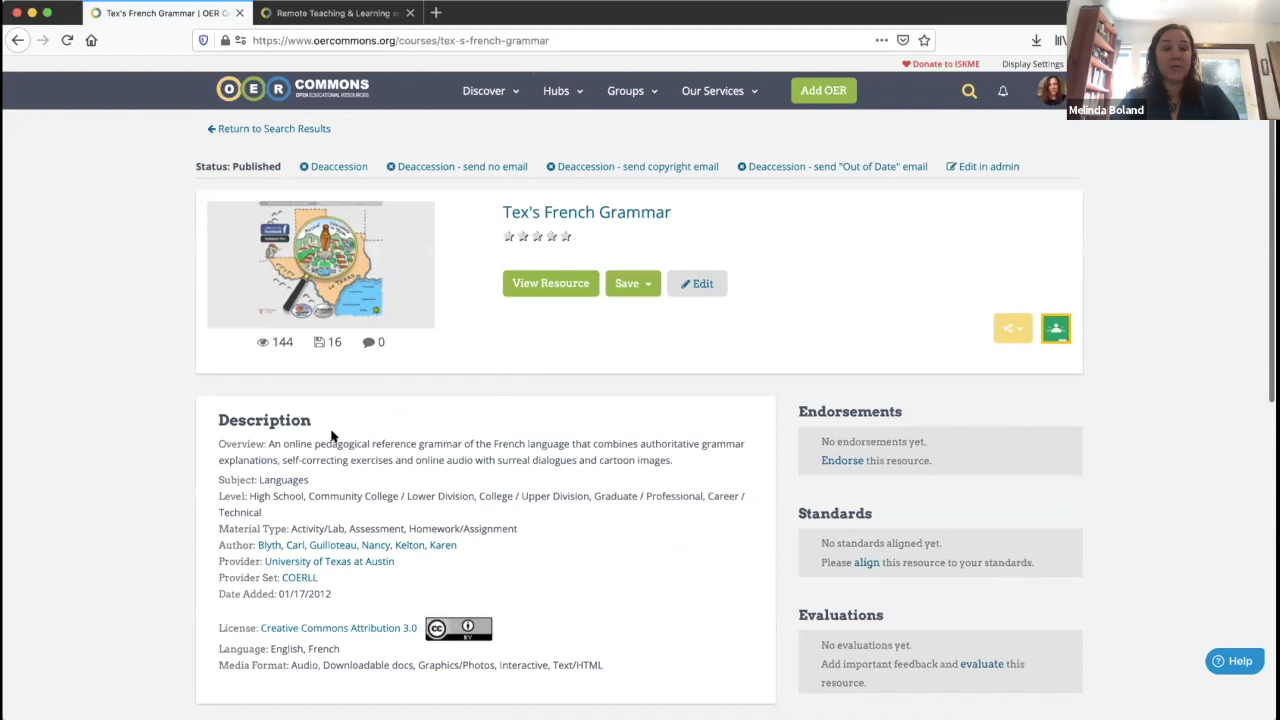 Tex's French Grammar | OER C
Remote Teaching & Learning w
https://www.oercommons.org/courses/tex-s-french-grammar
Donate to ISKME
Display Settings
OER COMMONS
OPEN EDUCATIONAL RESOURCES
Discover
Hubs
Groups
Our Services
Add OER
Melinda Boland
Return to Search Results
Status: Published
Deaccession
Deaccession - send no email
Deaccession - send copyright email
Deaccession - send "Out of Date" email
Edit in admin
Tex's French Grammar
View Resource
Save
Edit
144
16
0
Description
Overview: An online pedagogical reference grammar of the French language that combines authoritative grammar
explanations, self-correcting exercises and online audio with surreal dialogues and cartoon images.
Subject: Languages
Level: High School, Community College / Lower Division, College / Upper Division, Graduate / Professional, Career /
Technical
Material Type: Activity/Lab, Assessment, Homework/Assignment
Author: Blyth, Carl, Guilloteau, Nancy, Kelton, Karen
Provider: University of Texas at Austin
Provider Set: COERLL
Date Added: 01/17/2012
License: Creative Commons Attribution 3.0
cc
BY
Language: English, French
Media Format: Audio, Downloadable docs, Graphics/Photos, Interactive, Text/HTML
Endorsements
No endorsements yet.
Endorse this resource.
Standards
No standards aligned yet.
Please align this resource to your standards.
Evaluations
No evaluations yet.
Add important feedback and evaluate this
resource.
Help